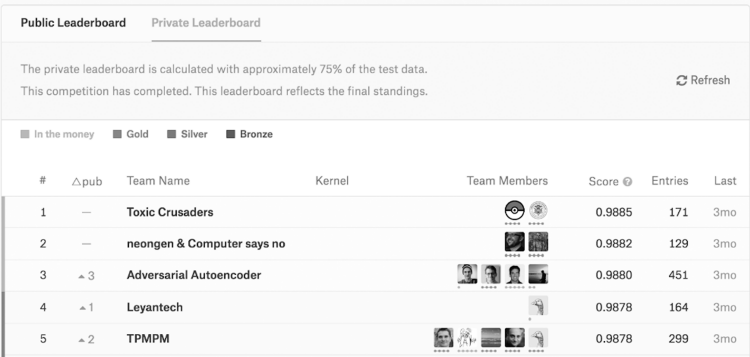 Public Leaderboard Private Leaderboard
The private leaderboard is calculated with approximately 75% of the test data.
This competition has completed. This leaderboard reflects the final standings.
Refresh
In the money Gold Silver Bronze
# △pub Team Name Kernel Team Members Score Entries Last
1 — Toxic Crusaders 0.9885 171 3mo
2 — neongen & Computer says no 0.9882 129 3mo
3 ▲ 3 Adversarial Autoencoder 0.9880 451 3mo
4 ▲ 1 Leyantech 0.9878 164 3mo
5 ▲ 2 TPMPM 0.9878 299 3mo